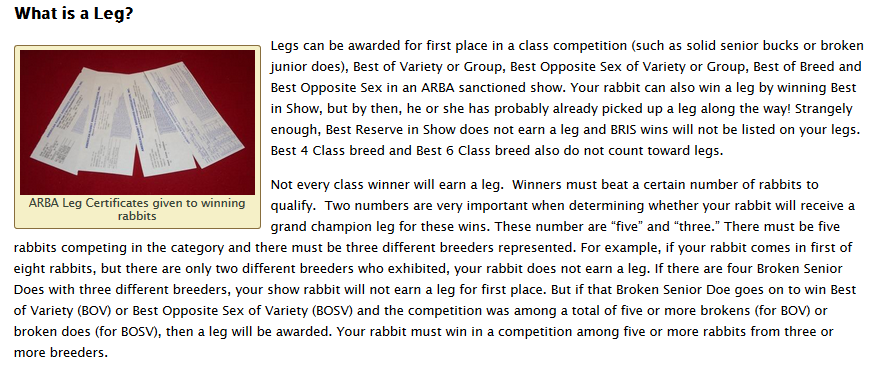 What is a Leg?
Legs can be awarded for first place in a class competition (such as solid senior bucks or broken
junior does), Best of Variety or Group, Best Opposite Sex of Variety or Group, Best of Breed and
Best Opposite Sex in an ARBA sanctioned show. Your rabbit can also win a leg by winning Best
in Show, but by then, he or she has probably already picked up a leg along the way! Strangely
enough, Best Reserve in Show does not earn a leg and BRIS wins will not be listed on your legs.
Best 4 Class breed and Best 6 Class breed also do not count toward legs.
ARBA Leg Certificates given to winning
rabbits
Not every class winner will earn a leg.  Winners must beat a certain number of rabbits to
qualify.  Two numbers are very important when determining whether your rabbit will receive a
grand champion leg for these wins. These number are “five” and “three.” There must be five
rabbits competing in the category and there must be three different breeders represented. For example, if your rabbit comes in first of
eight rabbits, but there are only two different breeders who exhibited, your rabbit does not earn a leg. If there are four Broken Senior
Does with three different breeders, your show rabbit will not earn a leg for first place. But if that Broken Senior Doe goes on to win Best
of Variety (BOV) or Best Opposite Sex of Variety (BOSV) and the competition was among a total of five or more brokens (for BOV) or
broken does (for BOSV), then a leg will be awarded. Your rabbit must win in a competition among five or more rabbits from three or
more breeders.